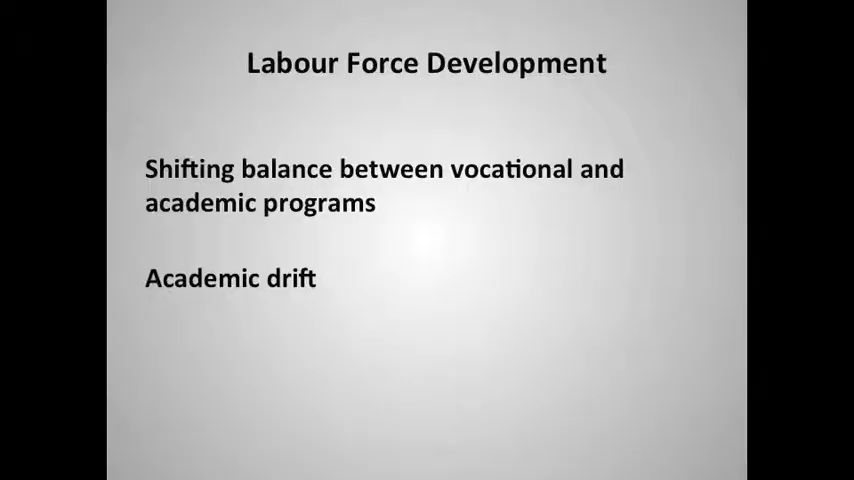 Labour Force Development
Shifting balance between vocational and
academic programs
Academic drift